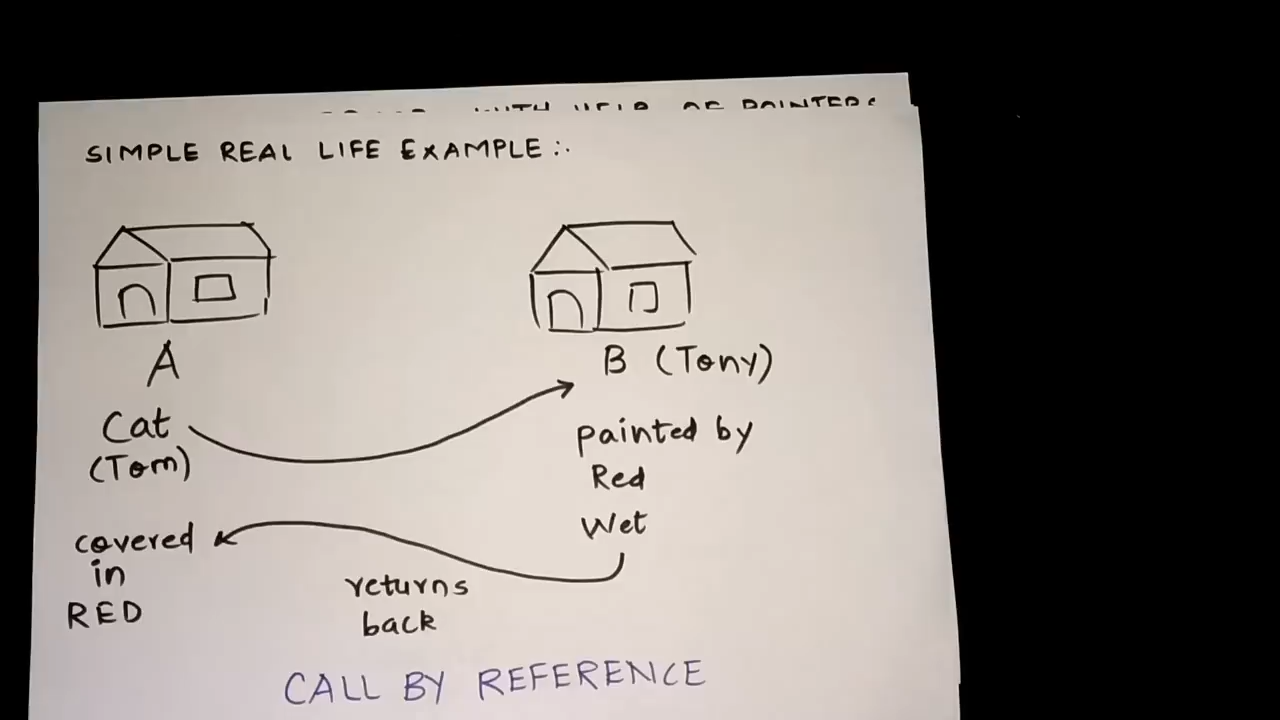 SIMPLE REAL LIFE EXAMPLE :.
A
B (Tony)
Cat
(Tom)
painted by
Red
Wet
covered
in
RED
returns
back
CALL BY REFERENCE